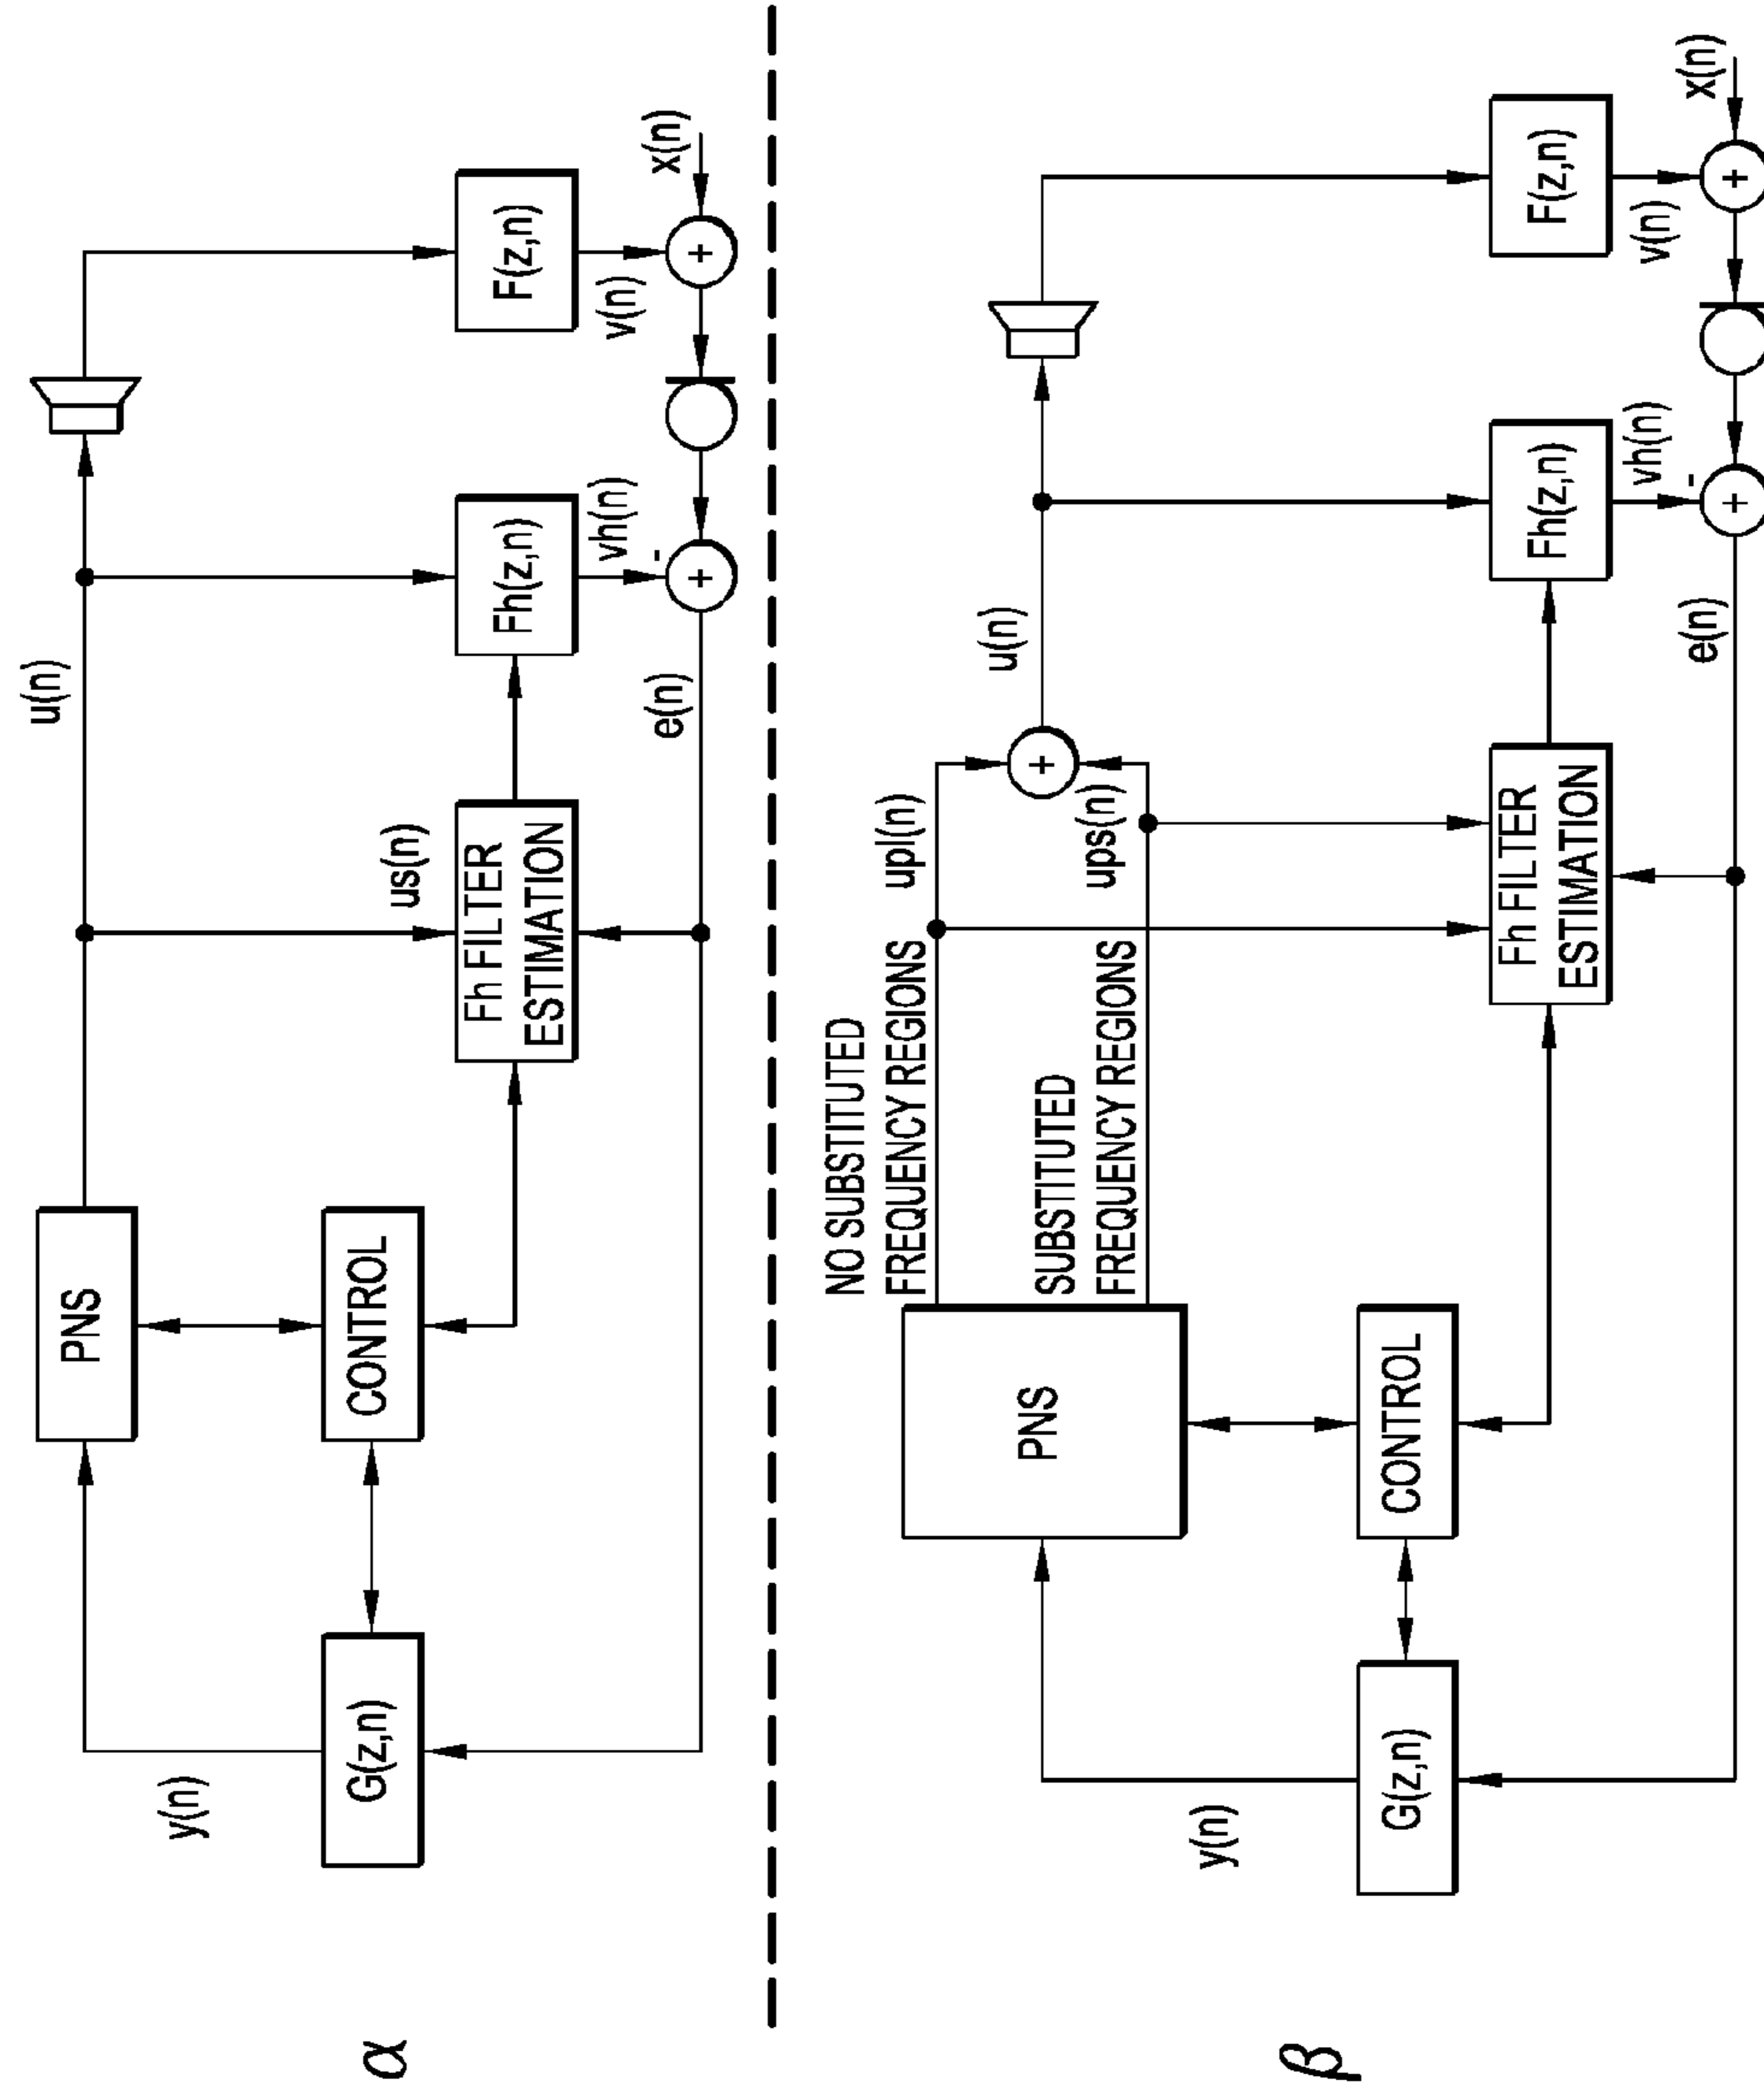 α
y(n)
G(z,n)
PNS
CONTROL
u(n)
us(n)
Fh FILTER
ESTIMATION
e(n)
Fh(z,n)
vh(n)
-
+
F(z,n)
v(n)
+
x(n)
β
y(n)
G(z,n)
PNS
CONTROL
NO SUBSTITUTED
FREQUENCY REGIONS
SUBSTITUTED
FREQUENCY REGIONS
upl(n)
ups(n)
+
u(n)
Fh FILTER
ESTIMATION
e(n)
Fh(z,n)
vh(n)
-
+
F(z,n)
v(n)
+
x(n)